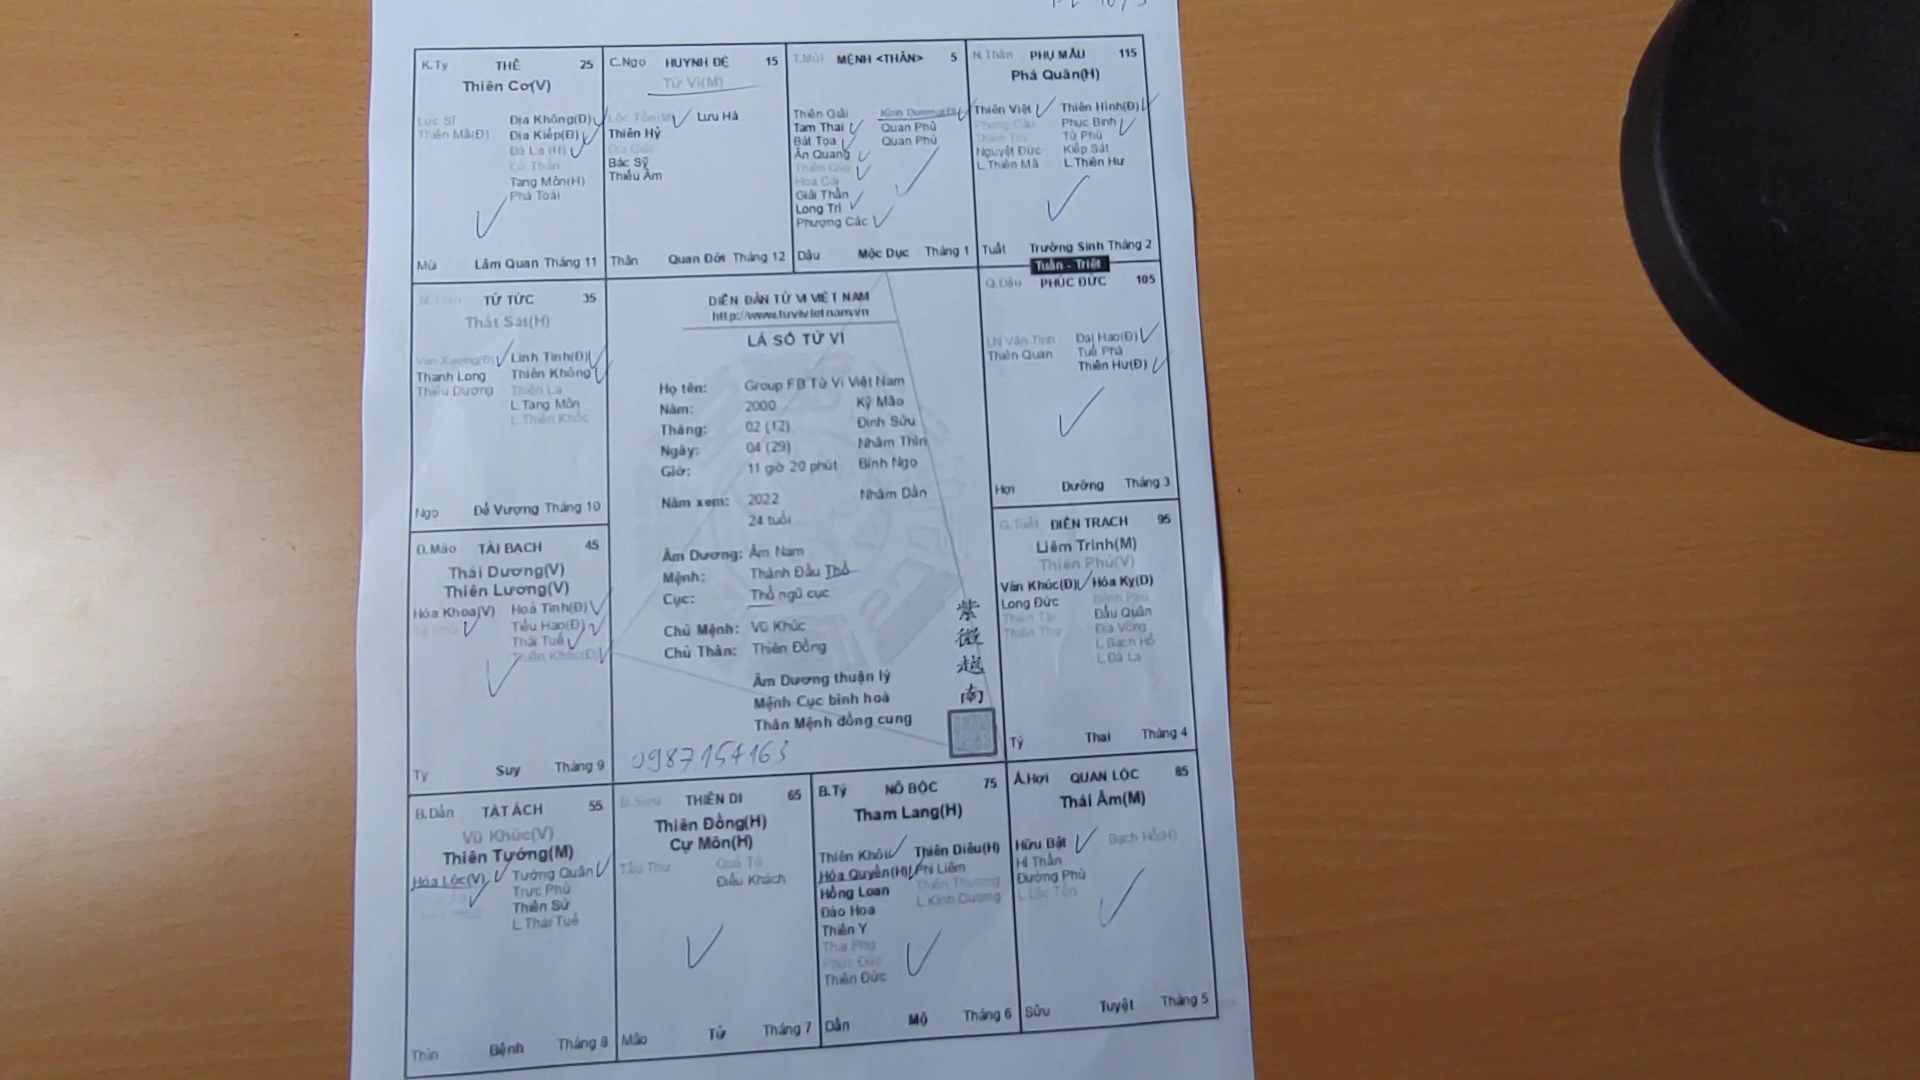 K.Tỵ THÊ 25
Thiên Cơ(V)
Lực Sĩ Địa Không(D)
Thiên Mã(Đ) Địa Kiếp(Đ)
Đà La (H)
Cô Thần
Tang Môn(H)
Phá Toái
Mùi Lâm Quan Tháng 11
C.Ngọ HUYNH ĐỆ 15
Tử Vi(M)
Lộc Tồn(M) Lưu Hà
Thiên Hỷ
Địa Giải
Bác Sỹ
Thiếu Âm
Thân Quan Đới Tháng 12
T.Mùi MỆNH <THÂN> 5
Thiên Giải Kình Dương(Đ)
Tam Thai Quan Phù
Bát Tọa Quan Phủ
Ân Quang
Thiên Quý
Hoa Cái
Giải Thần
Long Trì
Phượng Các
Dậu Mộc Dục Tháng 1
N.Thân PHỤ MẪU 115
Phá Quân(H)
Thiên Việt Thiên Hình(Đ)
Phong Cáo Phục Binh
Thiên Trù Tử Phù
Nguyệt Đức Kiếp Sát
L.Thiên Mã L.Thiên Hư
Tuất Trường Sinh Tháng 2
Tuần - Triệt
M.Thìn TỬ TỨC 35
Thất Sát(H)
Văn Xương(Đ) Linh Tinh(Đ)
Thanh Long Thiên Không
Thiếu Dương Thiên La
L.Tang Môn
L.Thiên Khốc
Ngọ Đế Vượng Tháng 10
DIỄN ĐÀN TỬ VI VIỆT NAM
http://www.tuvivietnam.vn
LÁ SỐ TỬ VI
Họ tên: Group FB Tử Vi Việt Nam
Năm: 2000 Kỷ Mão
Tháng: 02 (12) Đinh Sửu
Ngày: 04 (29) Nhâm Thìn
Giờ: 11 giờ 20 phút Bính Ngọ
Năm xem: 2022 Nhâm Dần
24 tuổi
Âm Dương: Âm Nam
Mệnh: Thành Đầu Thổ
Cục: Thổ ngũ cục
Chủ Mệnh: Vũ Khúc
Chủ Thân: Thiên Đồng
Âm Dương thuận lý
Mệnh Cục bình hoà
Thân Mệnh đồng cung
紫微越南
0987154163
Q.Dậu PHÚC ĐỨC 105
LN Văn Tinh Đại Hao(Đ)
Thiên Quan Tuế Phá
Thiên Hư(Đ)
Hợi Dưỡng Tháng 3
Đ.Mão TÀI BẠCH 45
Thái Dương(V)
Thiên Lương(V)
Hóa Khoa(V) Hoả Tinh(Đ)
Tả Phù Tiểu Hao(Đ)
Thái Tuế
Thiên Khốc(Đ)
Tỵ Suy Tháng 9
G.Tuất ĐIỀN TRẠCH 95
Liêm Trinh(M)
Thiên Phủ(V)
Văn Khúc(Đ) Hóa Kỵ(D)
Long Đức Bệnh Phù
Thiên Tài Đẩu Quân
Thiên Thọ Địa Võng
L.Bạch Hổ
L.Đà La
Tý Thai Tháng 4
B.Dần TẬT ÁCH 55
Vũ Khúc(V)
Thiên Tướng(M)
Hóa Lộc(V) Tướng Quân
Trực Phù
Thiên Sứ
L.Thái Tuế
Thìn Bệnh Tháng 8
Đ.Sửu THIÊN DI 65
Thiên Đồng(H)
Cự Môn(H)
Tấu Thư Quả Tú
Điếu Khách
Mão Tử Tháng 7
B.Tý NÔ BỘC 75
Tham Lang(H)
Thiên Khôi Thiên Diêu(H)
Hóa Quyền(H) Phi Liêm
Hồng Loan Thiên Thương
Đào Hoa L.Kình Dương
Thiên Y
Thai Phụ
Phúc Đức
Thiên Đức
Dần Mộ Tháng 6
Ấ.Hợi QUAN LỘC 85
Thái Âm(M)
Hữu Bật Bạch Hổ(H)
Hỉ Thần
Đường Phù
L.Lộc Tồn
Sửu Tuyệt Tháng 5